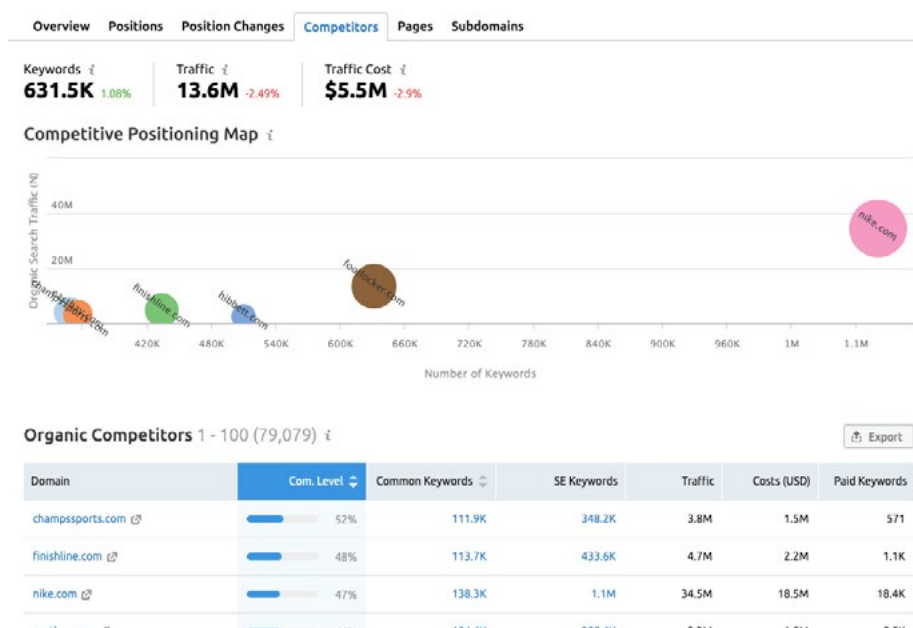 Overview Positions Position Changes Competitors Pages Subdomains
Keywords i Traffic i Traffic Cost i
631.5K 1.08% 13.6M -2.49% $5.5M -2.9%
Competitive Positioning Map i
Organic Search Traffic (N)
40M
20M
nike.com
footlocker.com
champssports.com
finishline.com
hibbett.com
420K 480K 540K 600K 660K 720K 780K 840K 900K 960K 1M 1.1M
Number of Keywords
Organic Competitors 1 - 100 (79,079) i
Export
Domain Com. Level Common Keywords SE Keywords Traffic Costs (USD) Paid Keywords
champssports.com 52% 111.9K 348.2K 3.8M 1.5M 571
finishline.com 48% 113.7K 433.6K 4.7M 2.2M 1.1K
nike.com 47% 138.3K 1.1M 34.5M 18.5M 18.4K